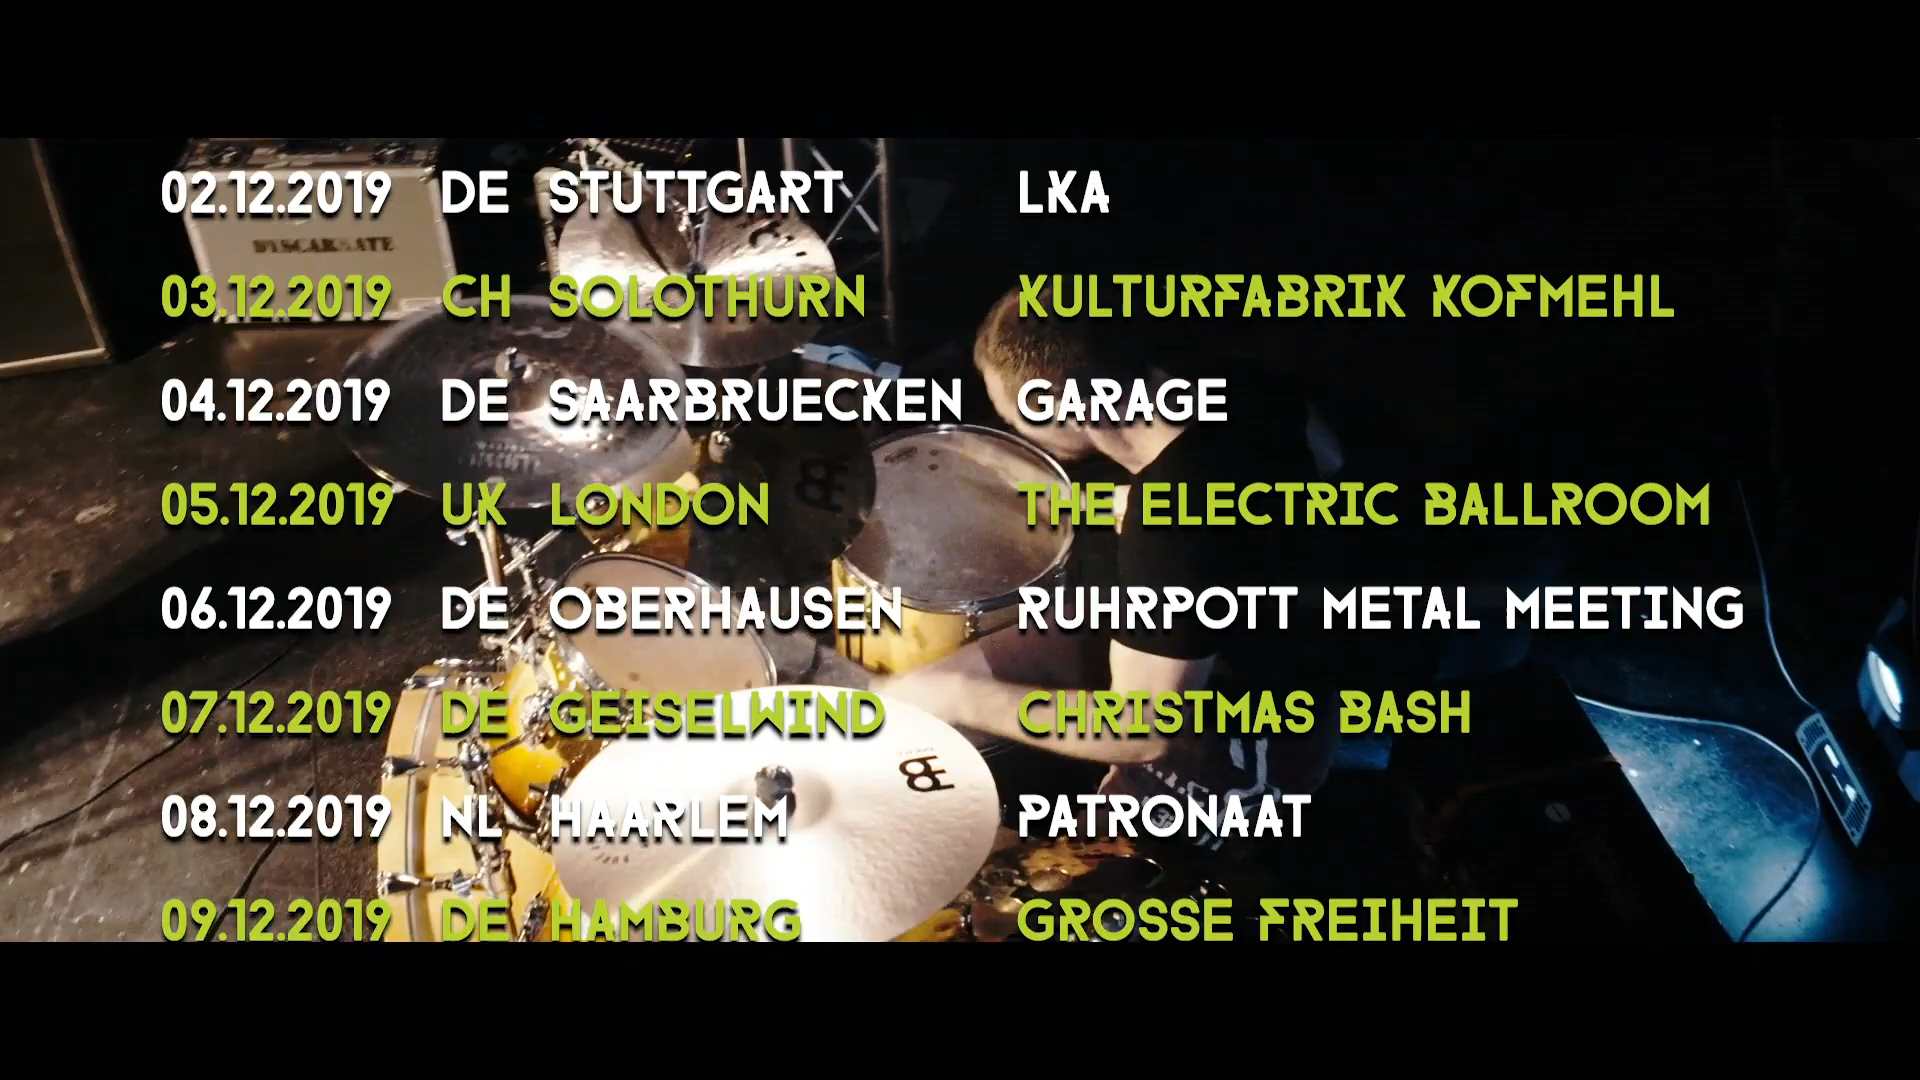 02.12.2019 DE STUTTGART LKA
DYSCARNATE
03.12.2019 CH SOLOTHURN KULTURFABRIK KOFMEHL
04.12.2019 DE SAARBRUECKEN GARAGE
05.12.2019 UK LONDON THE ELECTRIC BALLROOM
06.12.2019 DE OBERHAUSEN RUHRPOTT METAL MEETING
07.12.2019 DE GEISELWIND CHRISTMAS BASH
08.12.2019 NL HAARLEM PATRONAAT
09.12.2019 DE HAMBURG GROSSE FREIHEIT